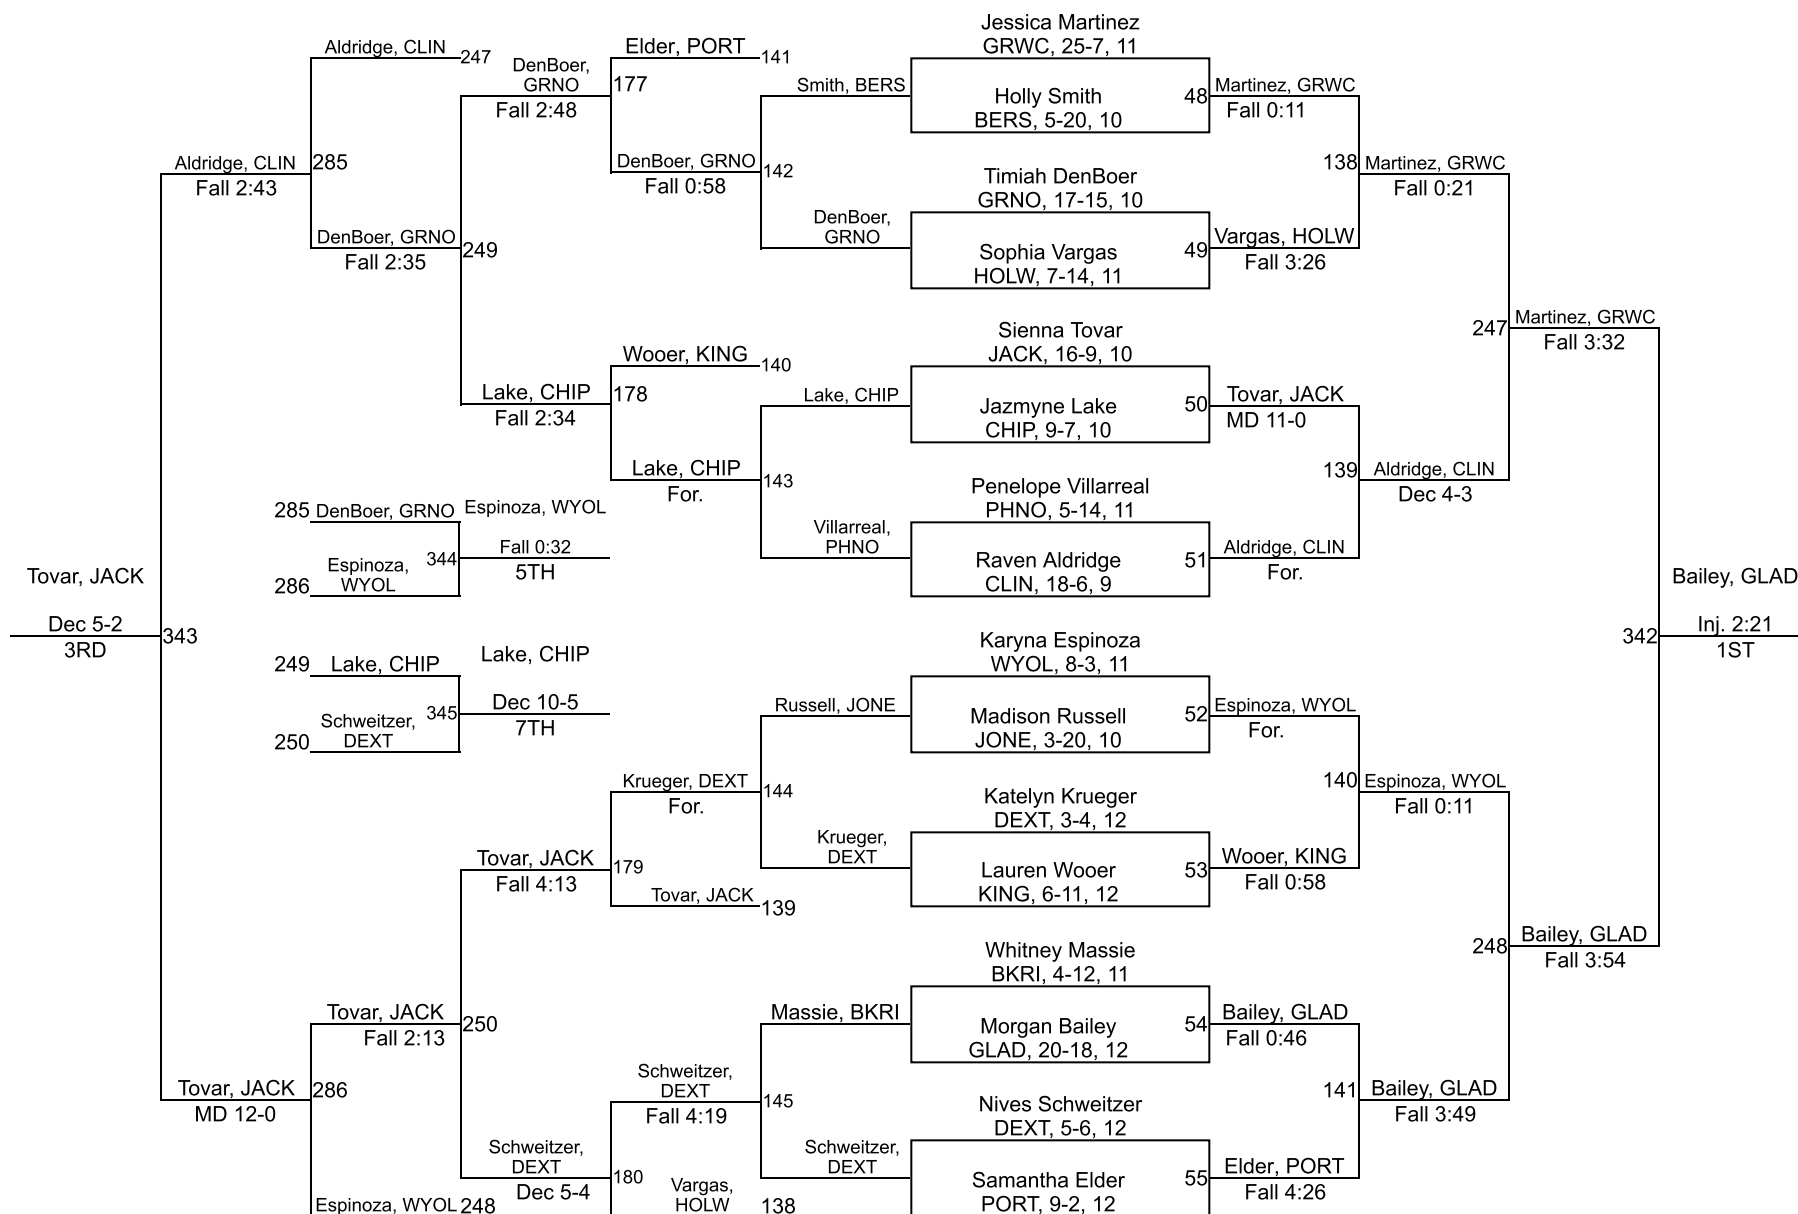 Jessica Martinez
GRWC, 25-7, 11
Aldridge, CLIN
247
Elder, PORT
141
DenBoer,
GRNO
177
Fall 2:48
Smith, BERS
Holly Smith
BERS, 5-20, 10
48
Martinez, GRWC
Fall 0:11
Aldridge, CLIN
285
Fall 2:43
DenBoer, GRNO
142
Fall 0:58
Timiah DenBoer
GRNO, 17-15, 10
138
Martinez, GRWC
Fall 0:21
DenBoer, GRNO
249
Fall 2:35
DenBoer,
GRNO
Sophia Vargas
HOLW, 7-14, 11
49
Vargas, HOLW
Fall 3:26
Sienna Tovar
JACK, 16-9, 10
247
Martinez, GRWC
Fall 3:32
Wooer, KING
140
Lake, CHIP
178
Fall 2:34
Lake, CHIP
Jazmyne Lake
CHIP, 9-7, 10
50
Tovar, JACK
MD 11-0
Lake, CHIP
143
For.
Penelope Villarreal
PHNO, 5-14, 11
139
Aldridge, CLIN
Dec 4-3
285
DenBoer, GRNO
Espinoza, WYOL
Villarreal,
PHNO
Espinoza,
WYOL
344
Fall 0:32
5TH
286
Raven Aldridge
CLIN, 18-6, 9
51
Aldridge, CLIN
For.
Tovar, JACK
Dec 5-2
3RD
343
Bailey, GLAD
342
Inj. 2:21
1ST
249
Lake, CHIP
Lake, CHIP
Karyna Espinoza
WYOL, 8-3, 11
Schweitzer,
DEXT
345
Dec 10-5
7TH
250
Russell, JONE
Madison Russell
JONE, 3-20, 10
52
Espinoza, WYOL
For.
Krueger, DEXT
144
For.
Katelyn Krueger
DEXT, 3-4, 12
140
Espinoza, WYOL
Fall 0:11
Tovar, JACK
179
Fall 4:13
Krueger,
DEXT
Lauren Wooer
KING, 6-11, 12
53
Wooer, KING
Fall 0:58
Tovar, JACK
139
Whitney Massie
BKRI, 4-12, 11
248
Bailey, GLAD
Fall 3:54
Tovar, JACK
250
Fall 2:13
Massie, BKRI
Morgan Bailey
GLAD, 20-18, 12
54
Bailey, GLAD
Fall 0:46
Tovar, JACK
286
MD 12-0
Schweitzer,
DEXT
145
Fall 4:19
Nives Schweitzer
DEXT, 5-6, 12
141
Bailey, GLAD
Fall 3:49
Schweitzer,
DEXT
180
Dec 5-4
Schweitzer,
DEXT
Samantha Elder
PORT, 9-2, 12
55
Elder, PORT
Fall 4:26
Espinoza, WYOL
248
Vargas,
HOLW
138